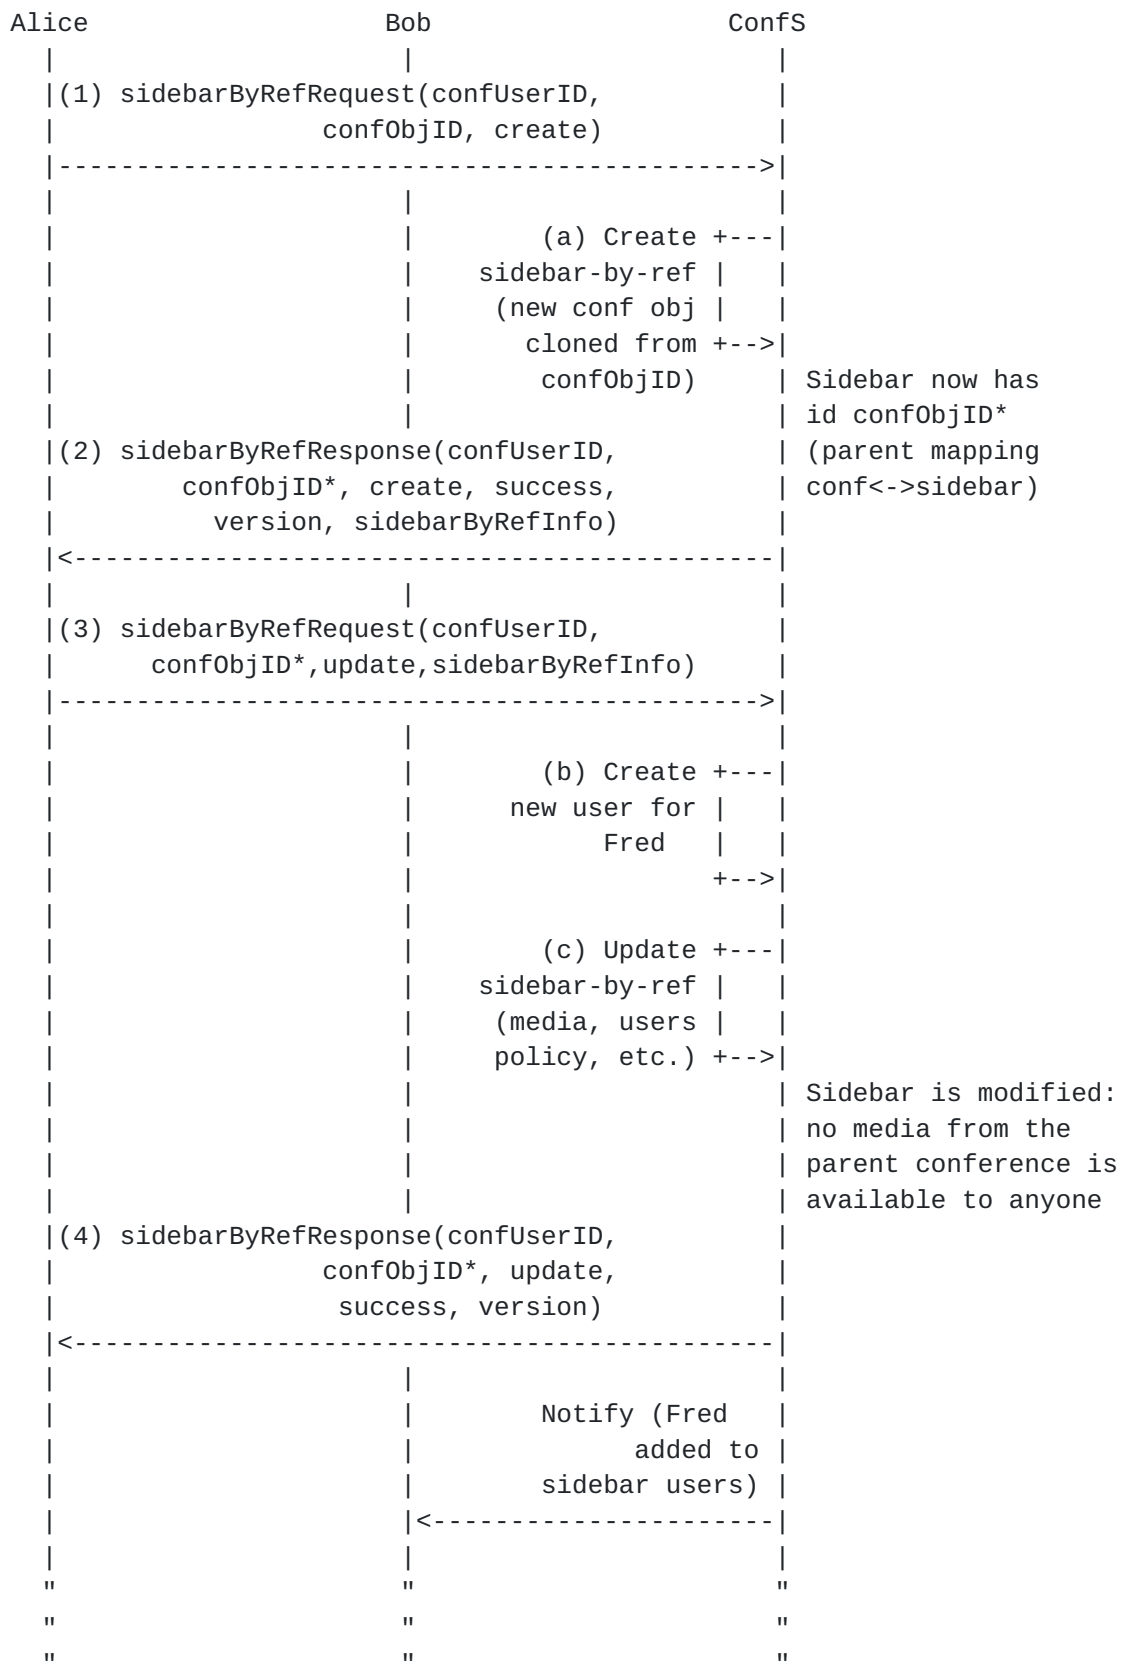 Alice                   Bob                   ConfS
  |                      |                       |
  |(1) sidebarByRefRequest(confUserID,           |
  |                 confObjID, create)           |
  |--------------------------------------------->|
  |                      |                       |
  |                      |        (a) Create +---|
  |                      |    sidebar-by-ref |   |
  |                      |     (new conf obj |   |
  |                      |       cloned from +-->|
  |                      |        confObjID)     | Sidebar now has
  |                      |                       | id confObjID*
  |(2) sidebarByRefResponse(confUserID,          | (parent mapping
  |        confObjID*, create, success,          | conf<->sidebar)
  |          version, sidebarByRefInfo)          |
  |<---------------------------------------------|
  |                      |                       |
  |(3) sidebarByRefRequest(confUserID,           |
  |      confObjID*,update,sidebarByRefInfo)     |
  |--------------------------------------------->|
  |                      |                       |
  |                      |        (b) Create +---|
  |                      |      new user for |   |
  |                      |            Fred   |   |
  |                      |                   +-->|
  |                      |                       |
  |                      |        (c) Update +---|
  |                      |    sidebar-by-ref |   |
  |                      |     (media, users |   |
  |                      |     policy, etc.) +-->|
  |                      |                       | Sidebar is modified:
  |                      |                       | no media from the
  |                      |                       | parent conference is
  |                      |                       | available to anyone
  |(4) sidebarByRefResponse(confUserID,          |
  |                 confObjID*, update,          |
  |                  success, version)           |
  |<---------------------------------------------|
  |                      |                       |
  |                      |        Notify (Fred   |
  |                      |              added to |
  |                      |        sidebar users) |
  |                      |<----------------------|
  |                      |                       |
  "                      "                       "
  "                      "                       "
  "                      "                       "